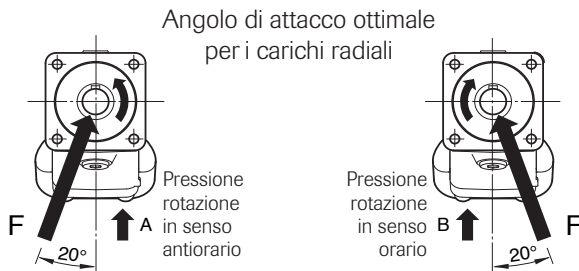 Angolo di attacco ottimale
per i carichi radiali
F
20°
A
Pressione
rotazione
in senso
antiorario
Pressione
rotazione
in senso
orario
B
20°
F